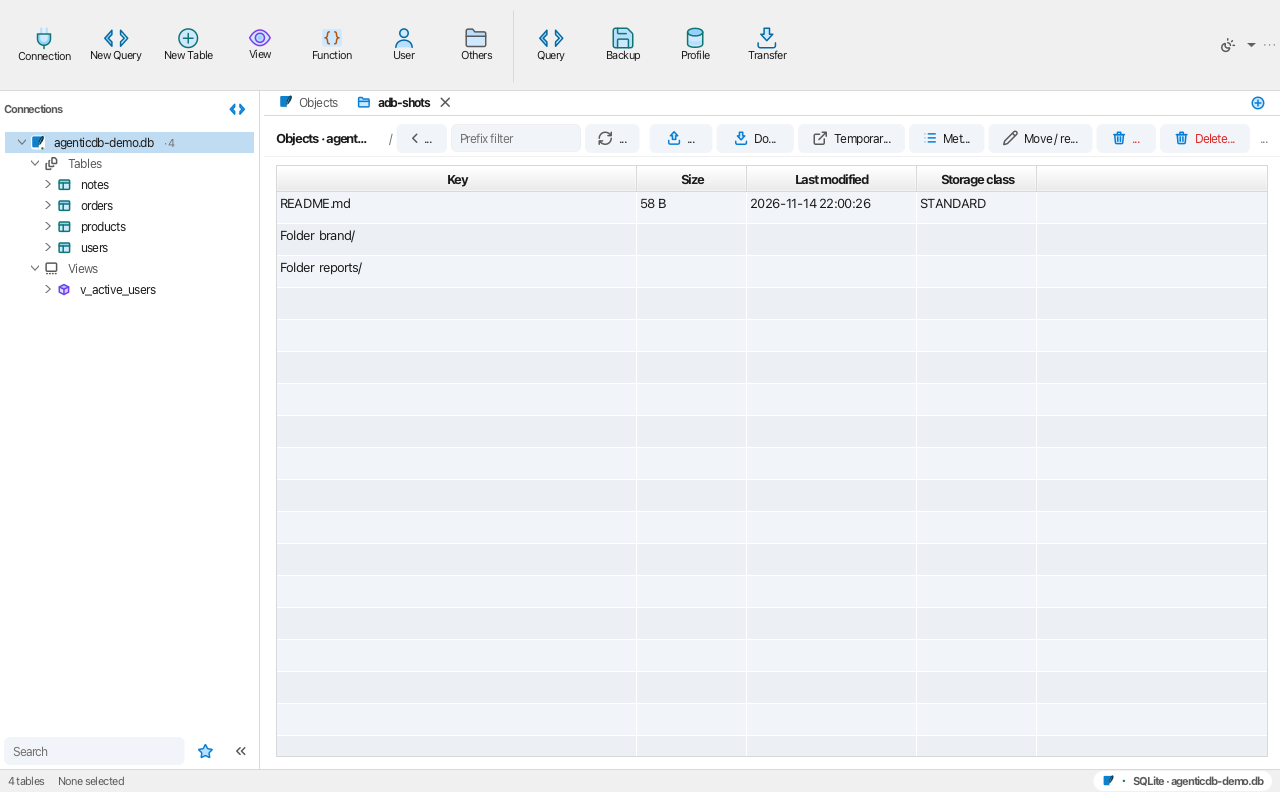 Connection
New Query
New Table
View
Function
User
Others
Query
Backup
Profile
Transfer
...
Connections
Objects
adb-shots
agenticdb-demo.db · 4
Tables
notes
orders
products
users
Views
v_active_users
Objects · agent...
/
...
Prefix filter
...
...
Do...
Temporar...
Met...
Move / re...
...
Delete...
...
Key Size Last modified Storage class
README.md 58 B 2026-11-14 22:00:26 STANDARD
Folder brand/
Folder reports/
Search
4 tables None selected
· SQLite · agenticdb-demo.db